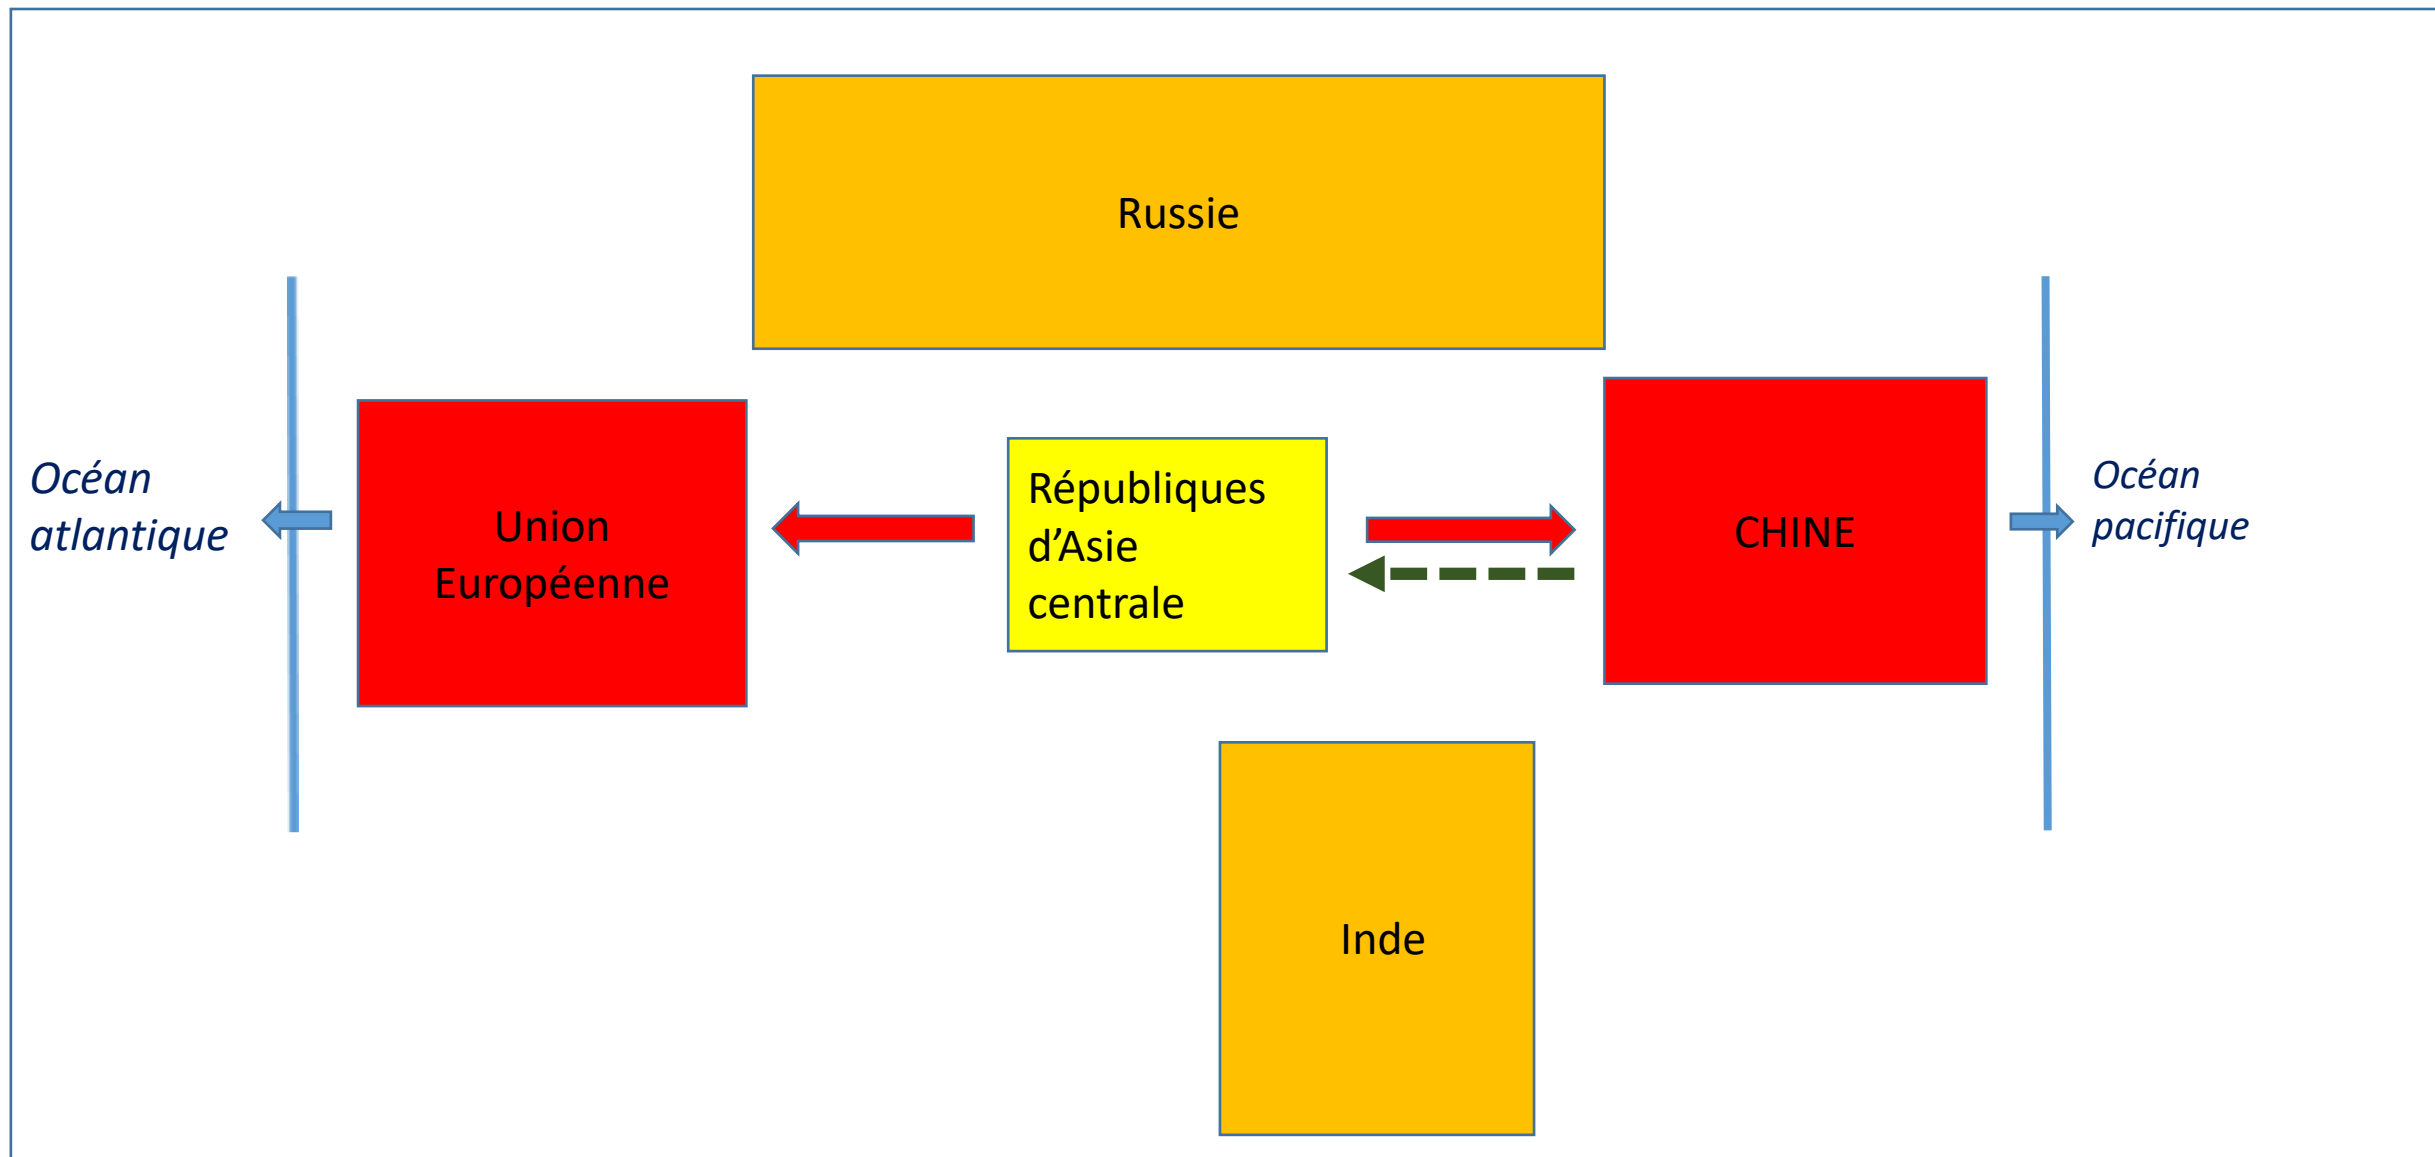 Russie
Océan
atlantique
Union
Européenne
Républiques
d'Asie
centrale
CHINE
Océan
pacifique
Inde